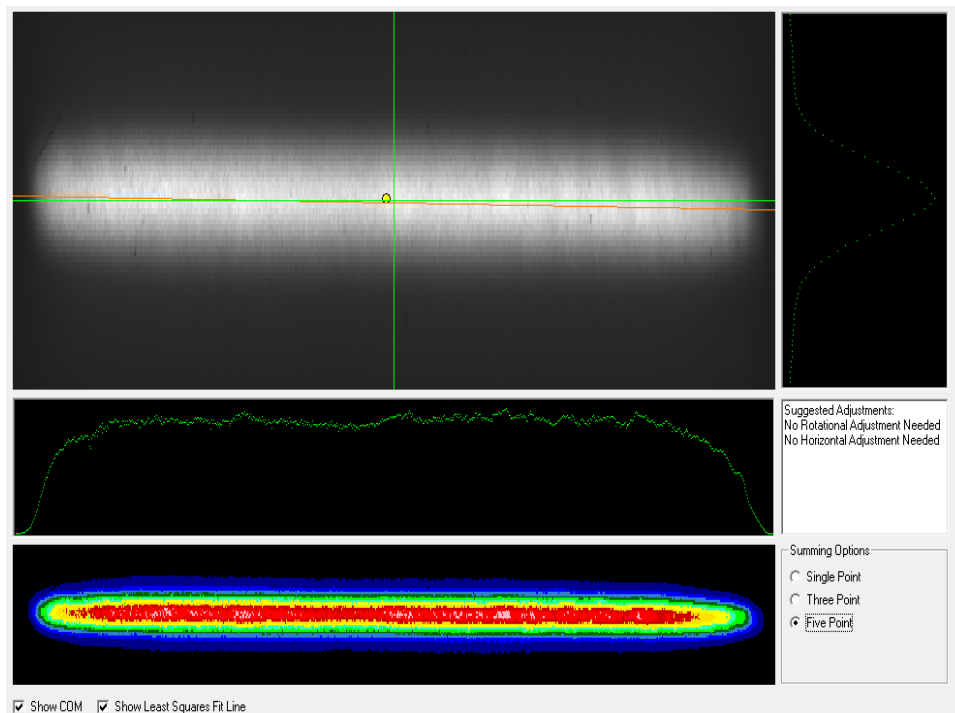 Suggested Adjustments:
No Rotational Adjustment Needed
No Horizontal Adjustment Needed
Summing Options
Single Point
Three Point
Five Point
Show COM
Show Least Squares Fit Line